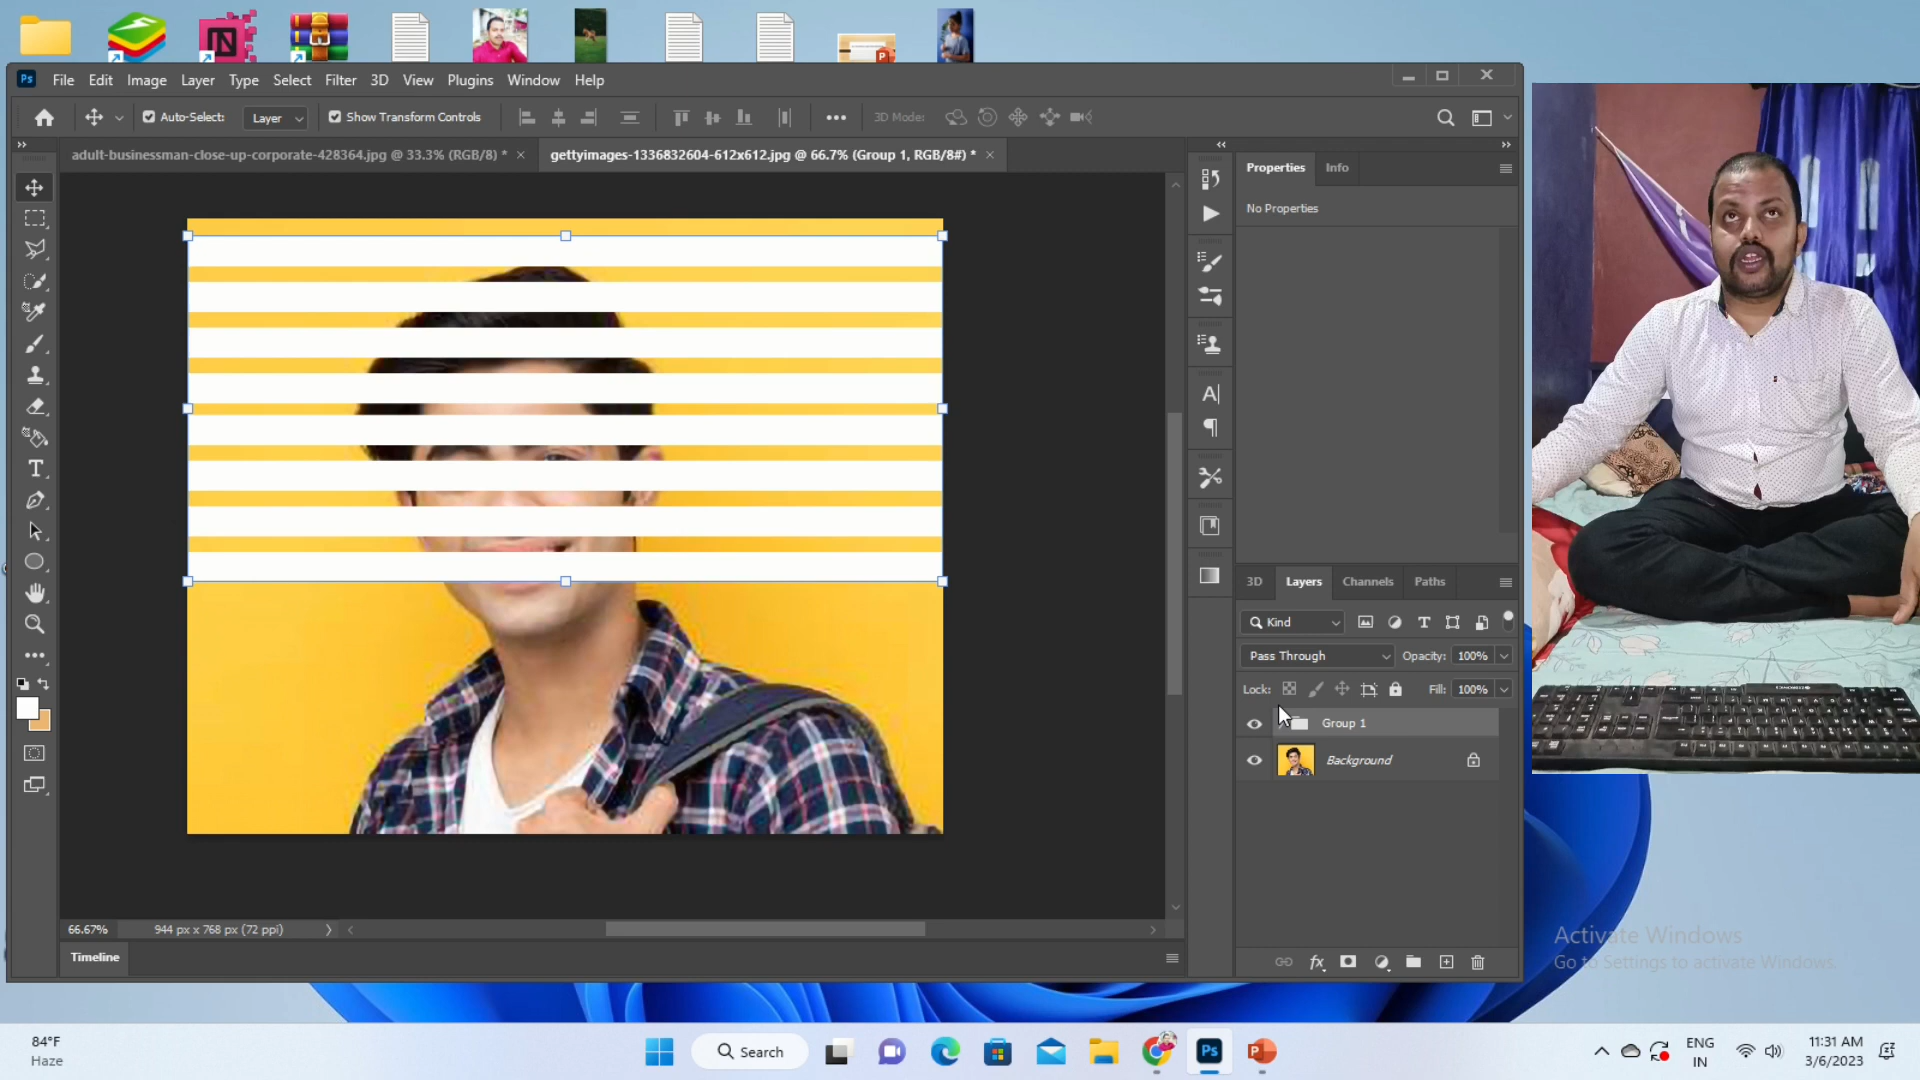 Ps File Edit Image Layer Type Select Filter 3D View Plugins Window Help
Auto-Select: Layer Show Transform Controls 3D Mode:
adult-businessman-close-up-corporate-428364.jpg @ 33.3% (RGB/8) * × gettyimages-1336832604-612x612.jpg @ 66.7% (Group 1, RGB/8#) * ×
Properties Info
No Properties
3D Layers Channels Paths
Kind
Pass Through Opacity: 100%
Lock: Fill: 100%
Group 1
Background
66.67% 944 px x 768 px (72 ppi)
Timeline
Activate Windows
Go to Settings to activate Windows.
84°F
Haze
Search
Ps
ENG
IN
11:31 AM
3/6/2023